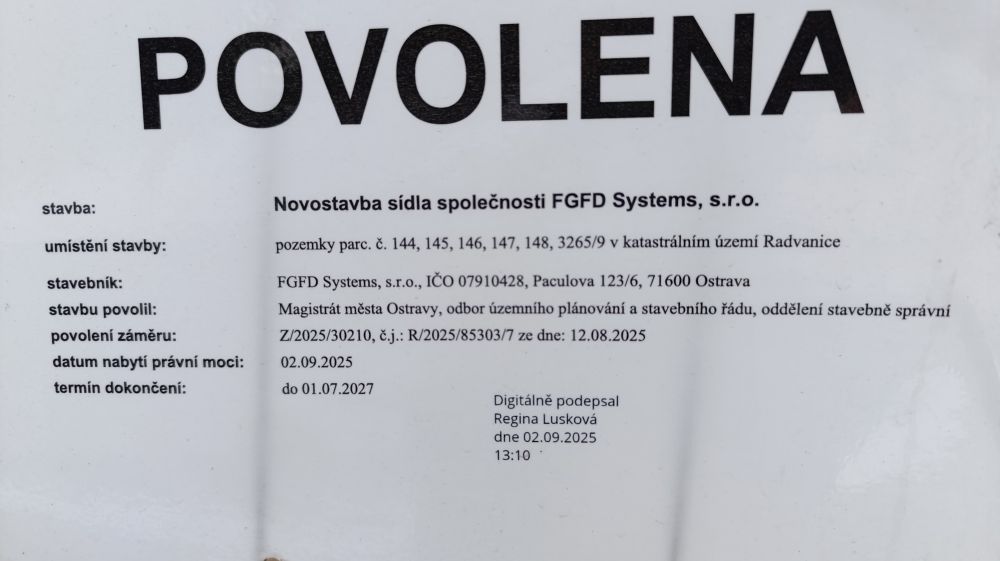 POVOLENA
stavba: Novostavba sídla společnosti FGFD Systems, s.r.o.
umístění stavby: pozemky parc. č. 144, 145, 146, 147, 148, 3265/9 v katastrálním území Radvanice
stavebník: FGFD Systems, s.r.o., IČO 07910428, Paculova 123/6, 71600 Ostrava
stavbu povolil: Magistrát města Ostravy, odbor územního plánování a stavebního řádu, oddělení stavebně správní
povolení záměru: Z/2025/30210, č.j.: R/2025/85303/7 ze dne: 12.08.2025
datum nabytí právní moci: 02.09.2025
termín dokončení: do 01.07.2027
Digitálně podepsal
Regina Lusková
dne 02.09.2025
13:10